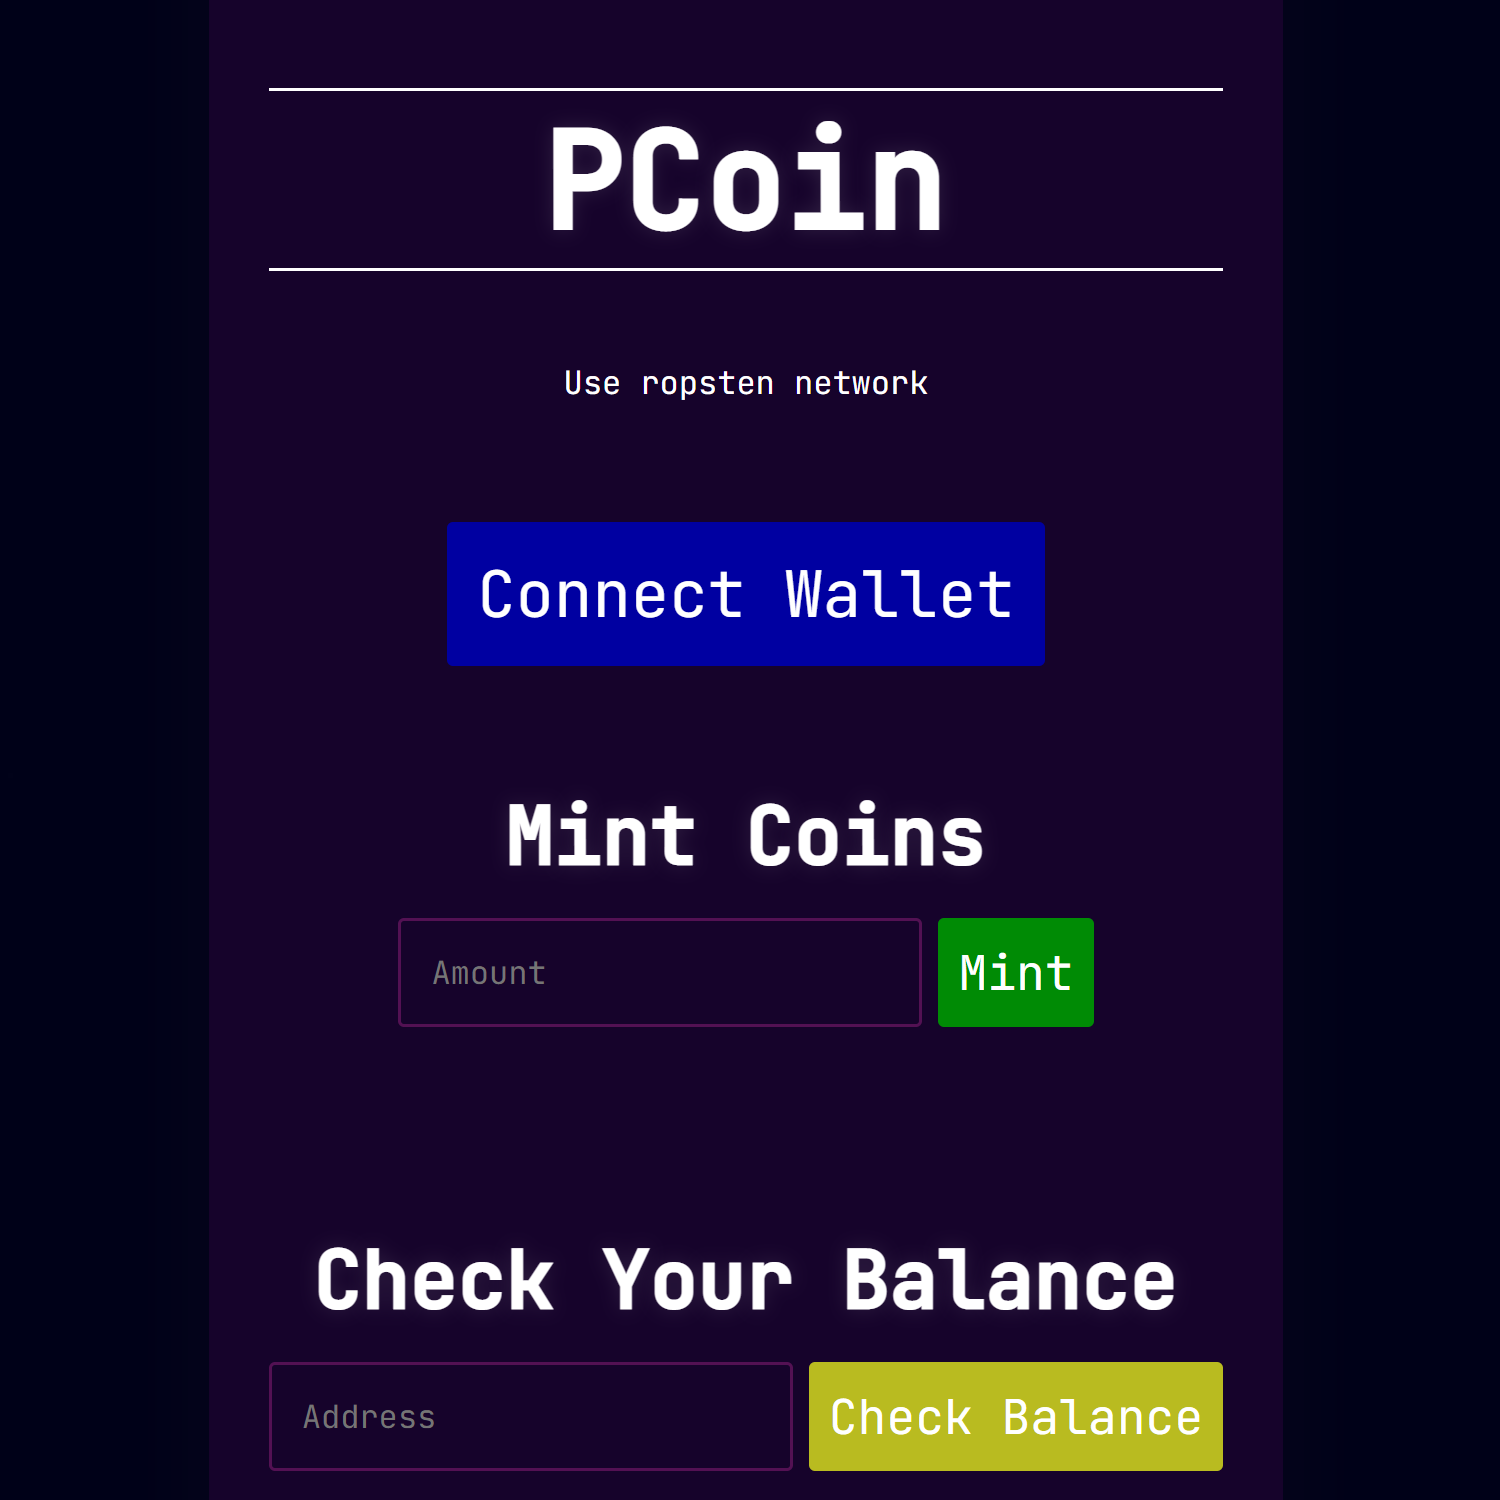 PCoin
Use ropsten network
Connect Wallet
Mint Coins
Amount
Mint
Check Your Balance
Address
Check Balance